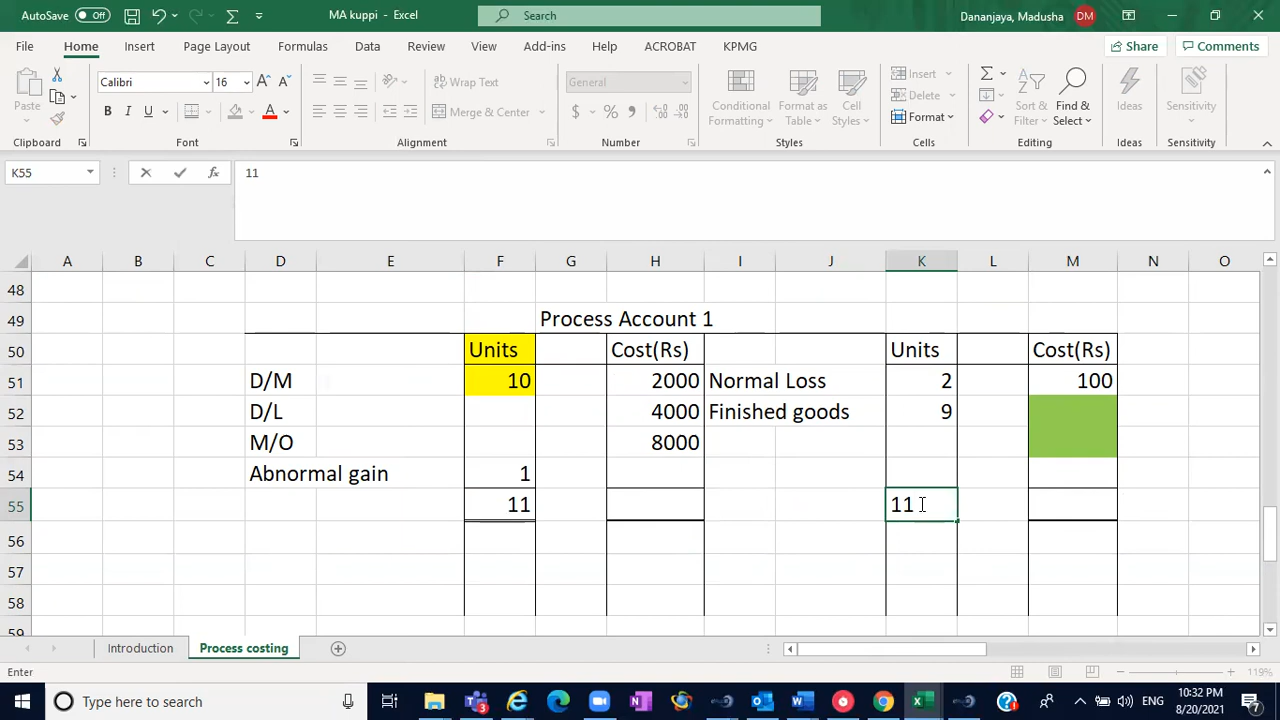 AutoSave Off MA kuppi - Excel Search Dananjaya, Madusha DM
File Home Insert Page Layout Formulas Data Review View Add-ins Help ACROBAT KPMG Share Comments
Paste Calibri 16 A A Wrap Text General Conditional Formatting Format as Table Cell Styles Insert Delete Format Sort & Filter Find & Select Ideas Sensitivity
B I U A Merge & Center $ % 9
Clipboard Font Alignment Number Styles Cells Editing Ideas Sensitivity
K55 fx 11
A B C D E F G H I J K L M N O
48
49 Process Account 1
50 Units Cost(Rs) Units Cost(Rs)
51 D/M 10 2000 Normal Loss 2 100
52 D/L 4000 Finished goods 9
53 M/O 8000
54 Abnormal gain 1
55 11 11
56
57
58
59
Introduction Process costing
Enter 119%
Type here to search ENG 10:32 PM
8/20/2021